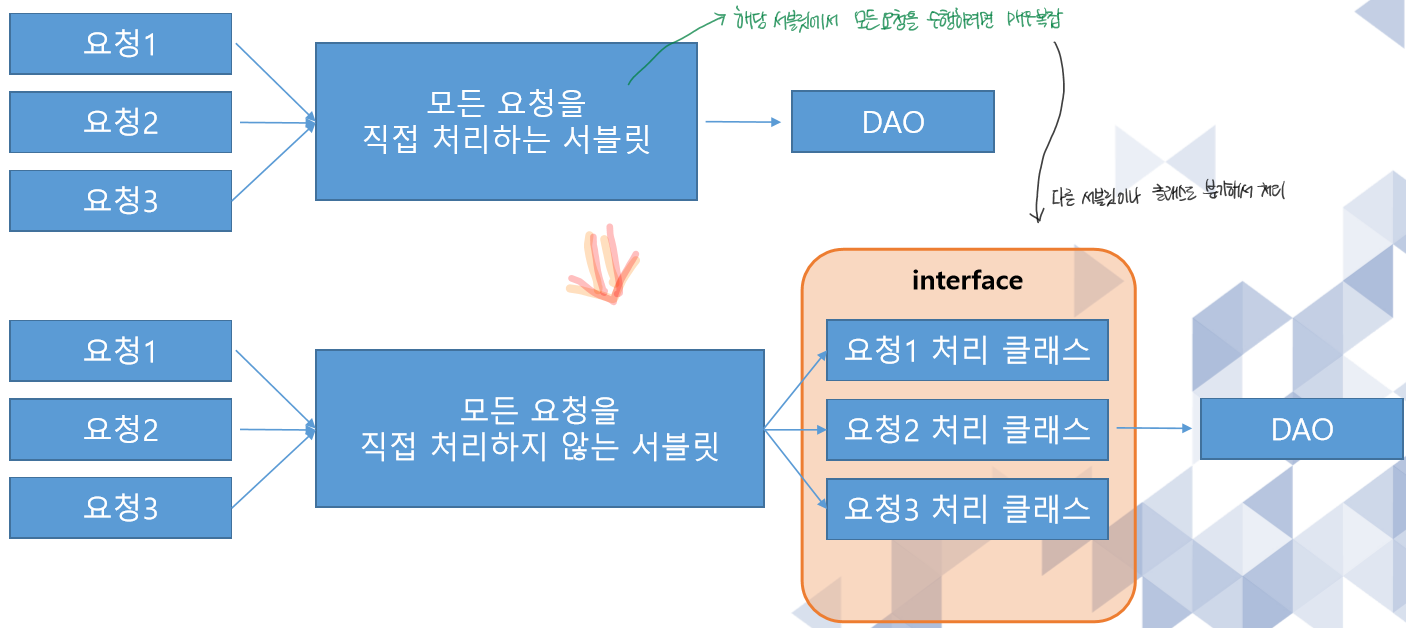 해당 서블릿에서 모든요청을 수행하려면 매우복잡
요청1
모든 요청을
직접 처리하는 서블릿
요청2
DAO
요청3
다른 서블릿이나 클래스로 분기해서 처리
interface
요청1
요청1 처리 클래스
모든 요청을
직접 처리하지 않는 서블릿
요청2
요청2 처리 클래스
DAO
요청3
요청3 처리 클래스